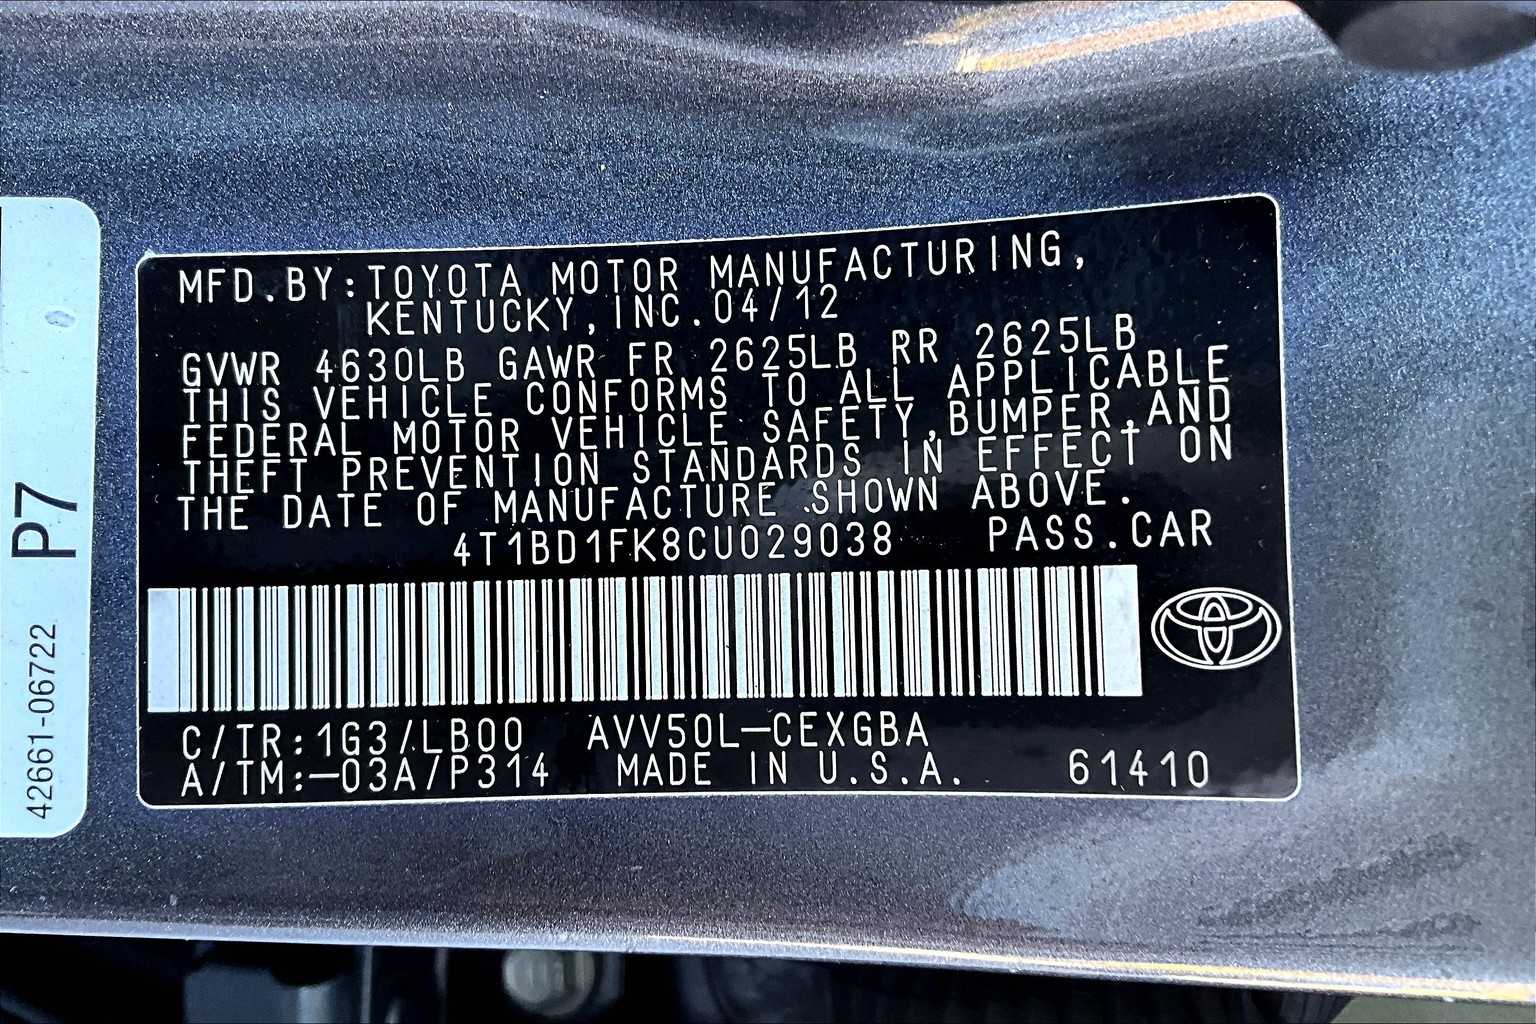 MFD.BY:TOYOTA MOTOR MANUFACTURING,
KENTUCKY,INC.04/12
GVWR 4630LB GAWR FR 2625LB RR 2625LB
THIS VEHICLE CONFORMS TO ALL APPLICABLE
FEDERAL MOTOR VEHICLE SAFETY,BUMPER,AND
THEFT PREVENTION STANDARDS IN EFFECT ON
THE DATE OF MANUFACTURE SHOWN ABOVE.
4T1BD1FK8CU029038 PASS.CAR
C/TR:1G3/LB00 AVV50L-CEXGBA
A/TM:-03A/P314 MADE IN U.S.A. 61410
P7
42661-06722